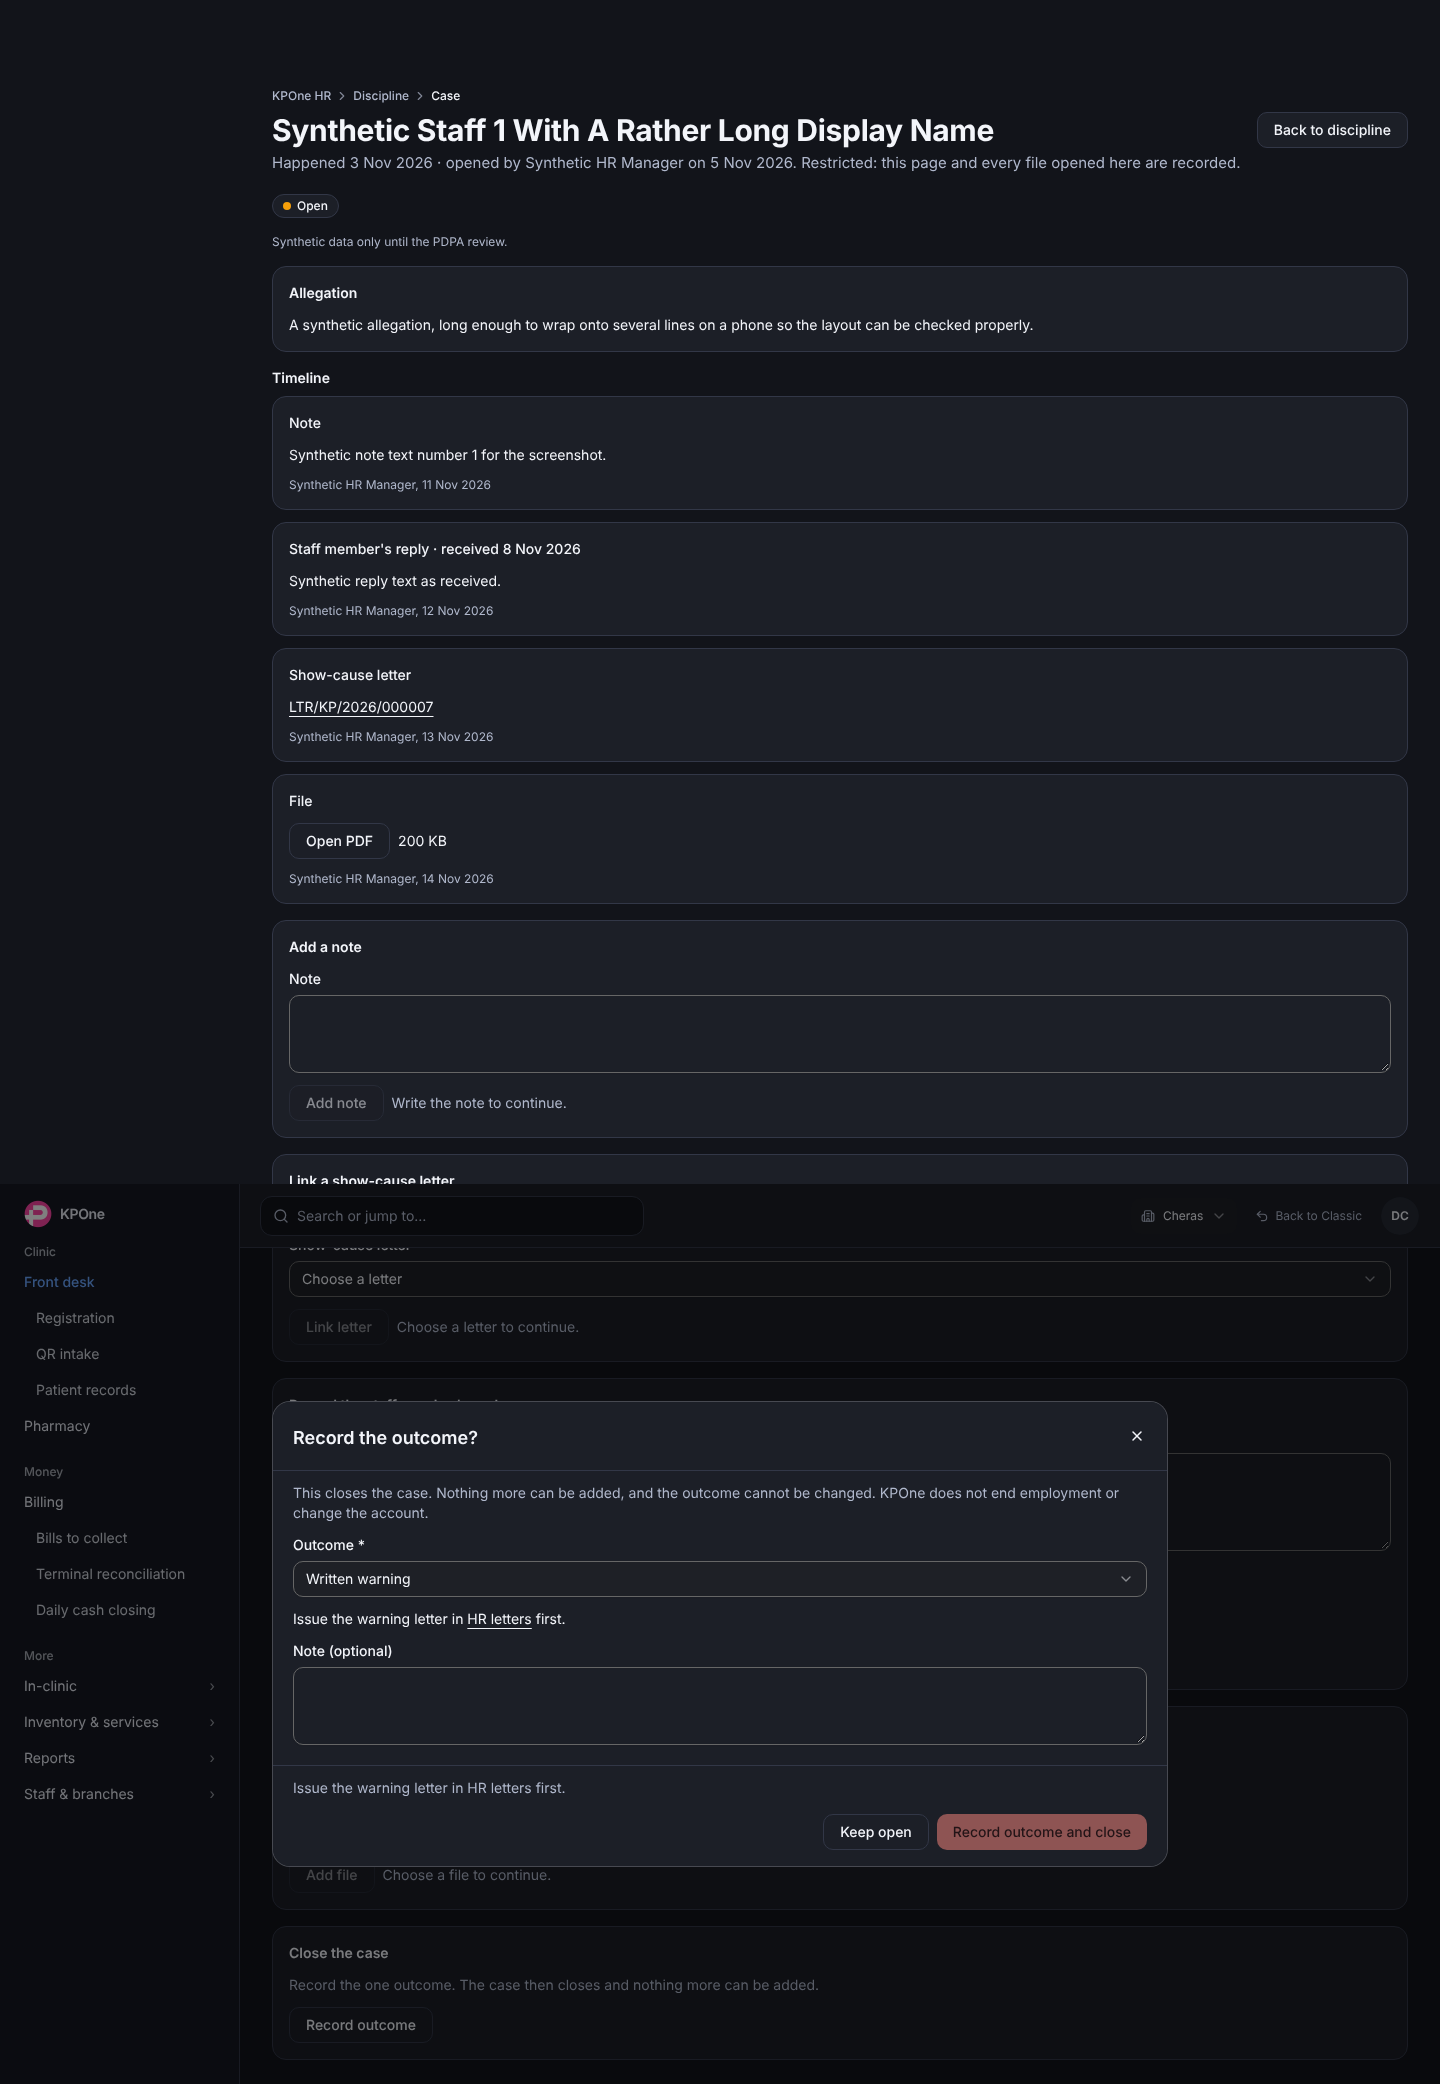 KPOne HR > Discipline > Case
Synthetic Staff 1 With A Rather Long Display Name
Back to discipline
Happened 3 Nov 2026 · opened by Synthetic HR Manager on 5 Nov 2026. Restricted: this page and every file opened here are recorded.
Open
Synthetic data only until the PDPA review.
Allegation
A synthetic allegation, long enough to wrap onto several lines on a phone so the layout can be checked properly.
Timeline
Note
Synthetic note text number 1 for the screenshot.
Synthetic HR Manager, 11 Nov 2026
Staff member's reply · received 8 Nov 2026
Synthetic reply text as received.
Synthetic HR Manager, 12 Nov 2026
Show-cause letter
LTR/KP/2026/000007
Synthetic HR Manager, 13 Nov 2026
File
Open PDF 200 KB
Synthetic HR Manager, 14 Nov 2026
Add a note
Note
Add note Write the note to continue.
Link a show-cause letter
KPOne
Search or jump to...
Cheras
Back to Classic
DC
Clinic
Front desk
Registration
QR intake
Patient records
Pharmacy
Money
Billing
Bills to collect
Terminal reconciliation
Daily cash closing
More
In-clinic
Inventory & services
Reports
Staff & branches
Show-cause letter
Choose a letter
Link letter Choose a letter to continue.
Record the outcome?
This closes the case. Nothing more can be added, and the outcome cannot be changed. KPOne does not end employment or
change the account.
Outcome *
Written warning
Issue the warning letter in HR letters first.
Note (optional)
Issue the warning letter in HR letters first.
Keep open
Record outcome and close
Add file Choose a file to continue.
Close the case
Record the one outcome. The case then closes and nothing more can be added.
Record outcome